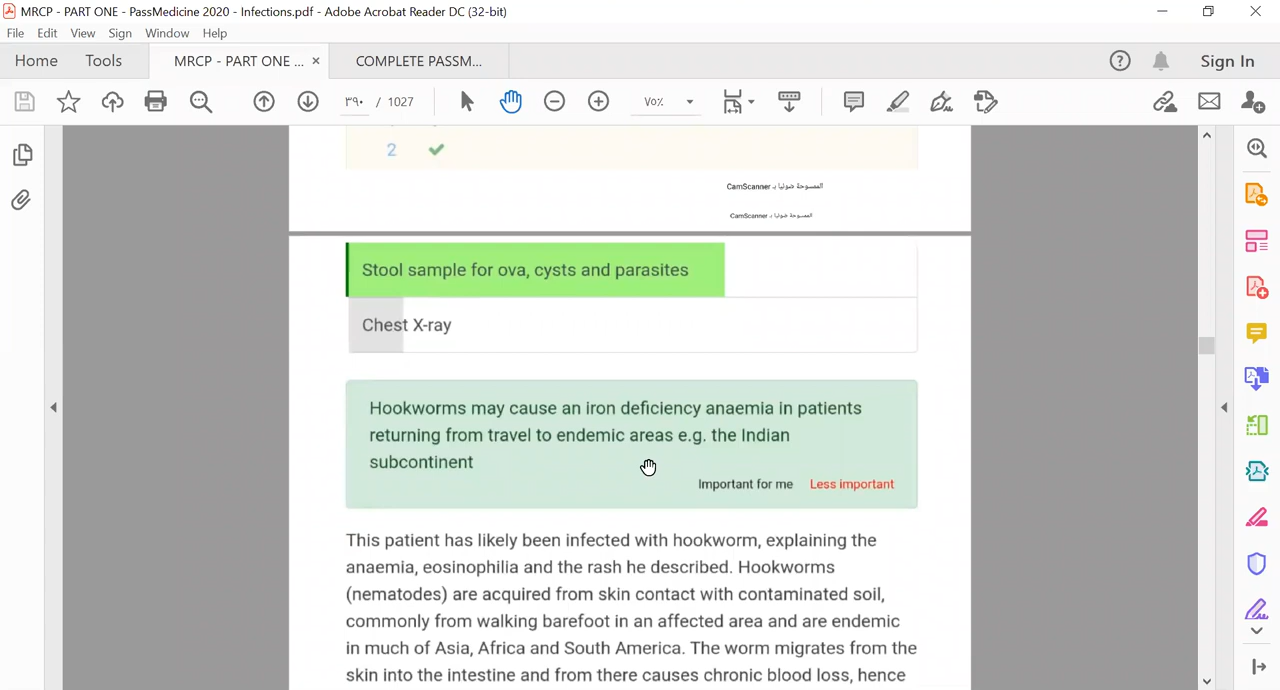 MRCP - PART ONE - PassMedicine 2020 - Infections.pdf - Adobe Acrobat Reader DC (32-bit)
File Edit View Sign Window Help
Home Tools MRCP - PART ONE ... × COMPLETE PASSM... Sign In
٣٩٠ / 1027 ٧٥٪
2
الممسوحة ضوئيا بـ CamScanner
الممسوحة ضوئيا بـ CamScanner
Stool sample for ova, cysts and parasites
Chest X-ray
Hookworms may cause an iron deficiency anaemia in patients
returning from travel to endemic areas e.g. the Indian
subcontinent
Important for me Less important
This patient has likely been infected with hookworm, explaining the
anaemia, eosinophilia and the rash he described. Hookworms
(nematodes) are acquired from skin contact with contaminated soil,
commonly from walking barefoot in an affected area and are endemic
in much of Asia, Africa and South America. The worm migrates from the
skin into the intestine and from there causes chronic blood loss, hence